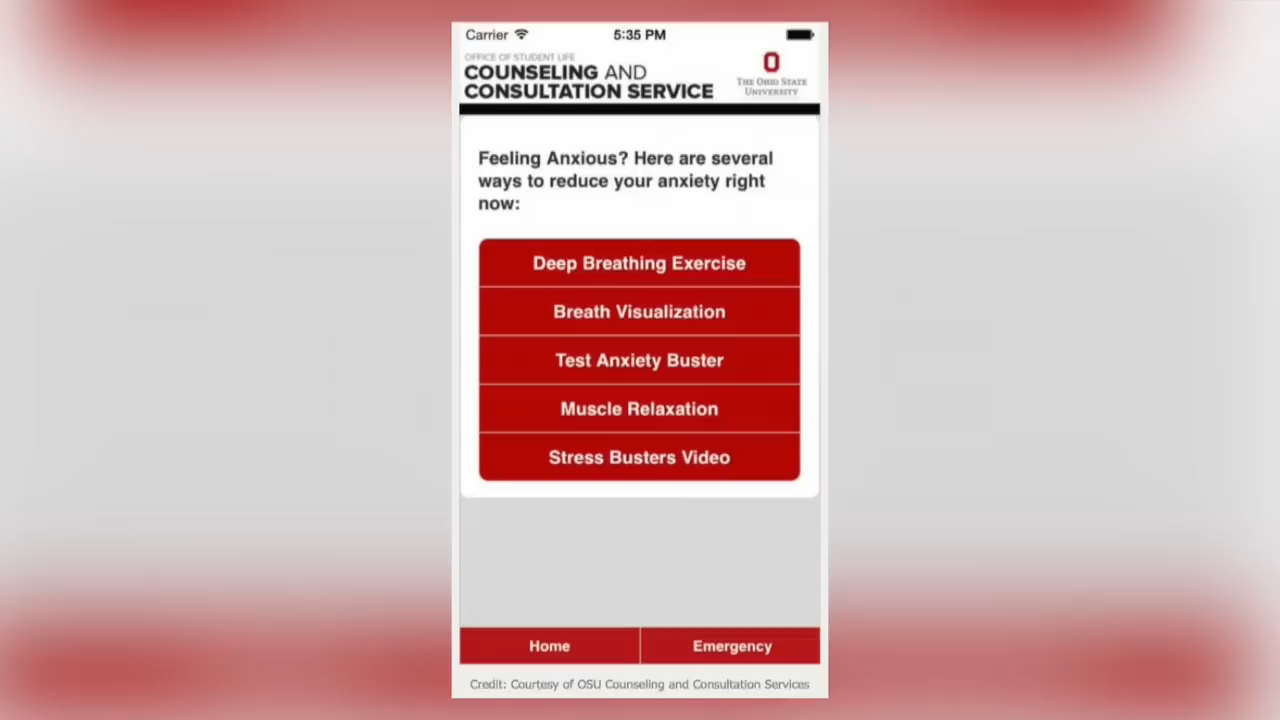 Carrier 5:35 PM
OFFICE OF STUDENT LIFE
COUNSELING AND
CONSULTATION SERVICE
O
THE OHIO STATE
UNIVERSITY
Feeling Anxious? Here are several
ways to reduce your anxiety right
now:
Deep Breathing Exercise
Breath Visualization
Test Anxiety Buster
Muscle Relaxation
Stress Busters Video
Home
Emergency
Credit: Courtesy of OSU Counseling and Consultation Services